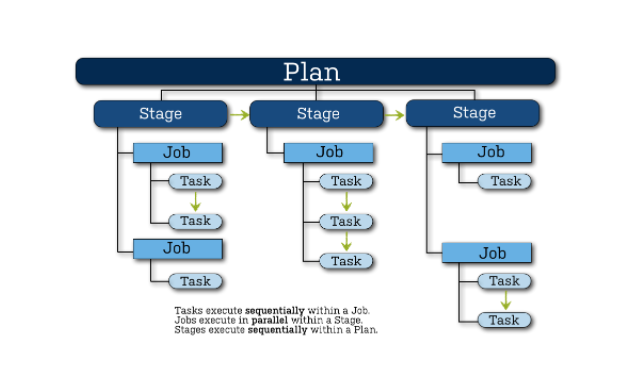 Plan
Stage
Stage
Stage
Job
Task
Task
Job
Task
Job
Task
Task
Task
Job
Task
Job
Task
Task
Tasks execute sequentially within a Job.
Jobs execute in parallel within a Stage.
Stages execute sequentially within a Plan.